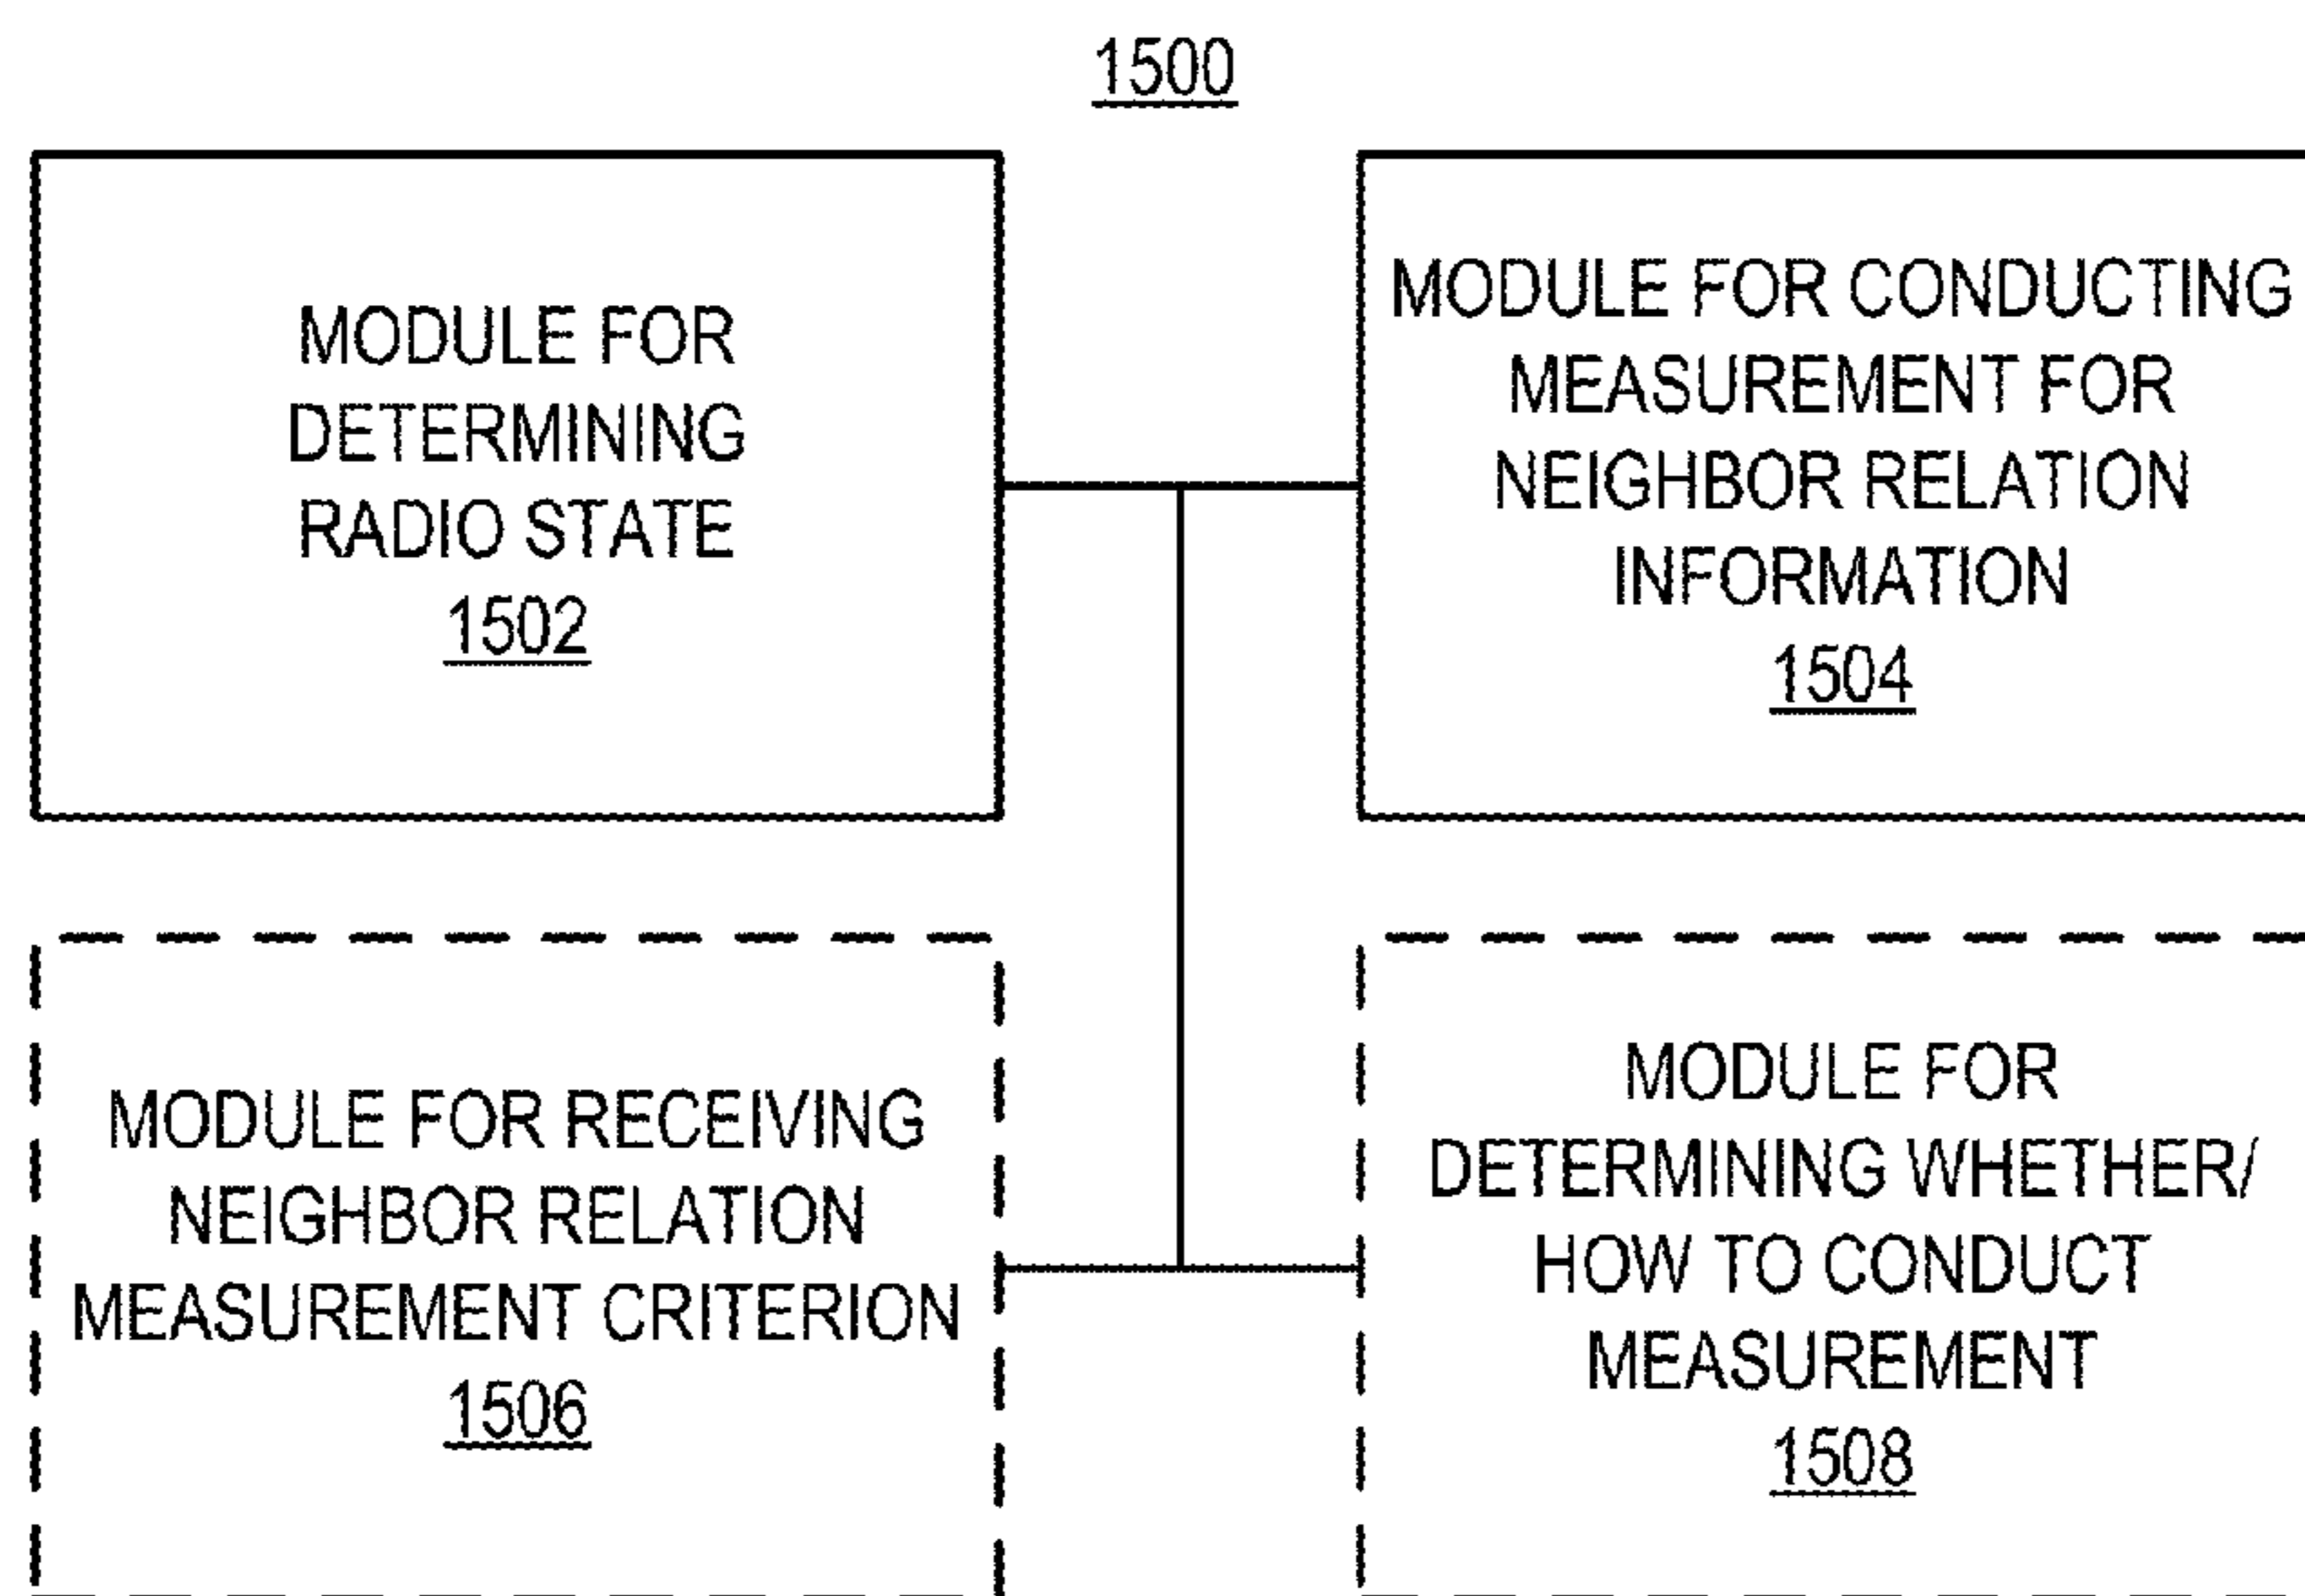 1500
MODULE FOR
DETERMINING
RADIO STATE
1502
MODULE FOR CONDUCTING
MEASUREMENT FOR
NEIGHBOR RELATION
INFORMATION
1504
MODULE FOR RECEIVING
NEIGHBOR RELATION
MEASUREMENT CRITERION
1506
MODULE FOR
DETERMINING WHETHER/
HOW TO CONDUCT
MEASUREMENT
1508